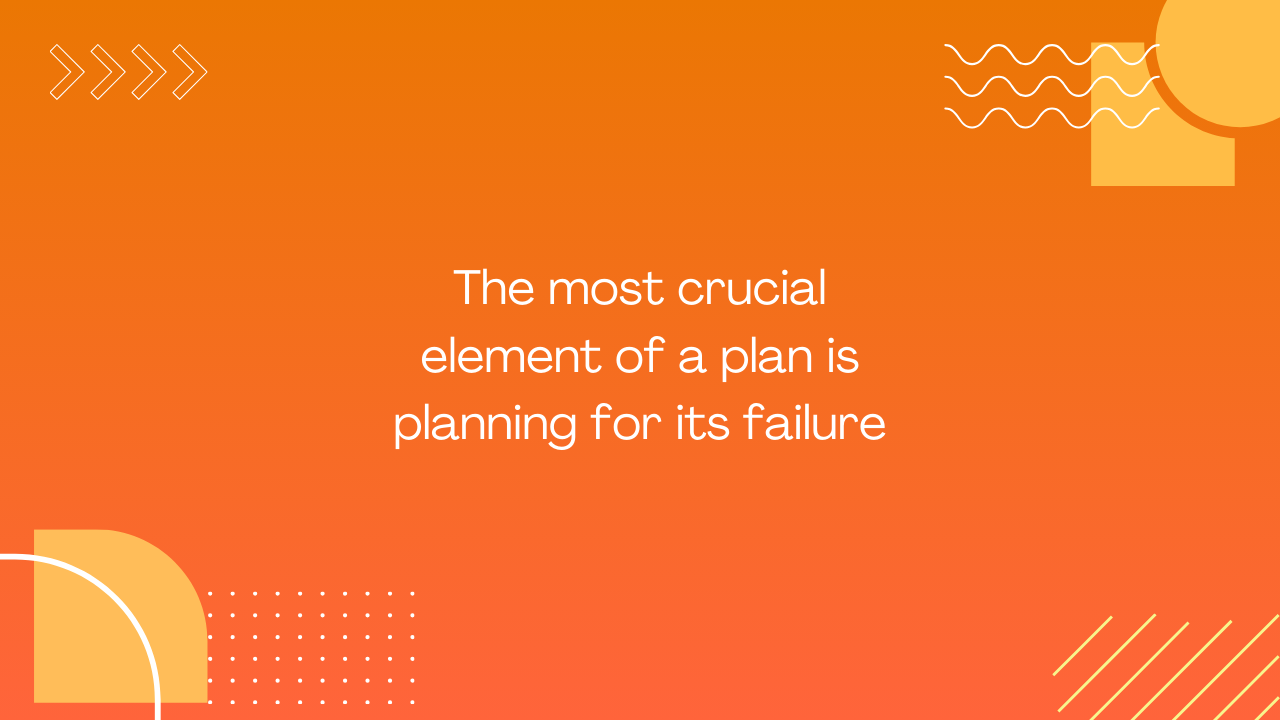 The most crucial
element of a plan is
planning for its failure